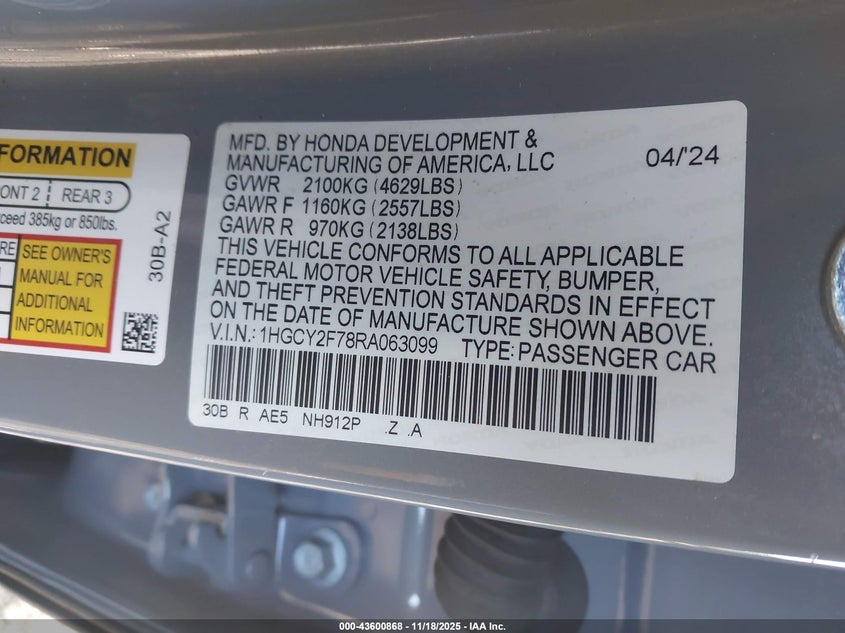 FORMATION
ONT 2 REAR 3
ceed 385kg or 850lbs.
RE
SEE OWNER'S
MANUAL FOR
ADDITIONAL
INFORMATION
30B-A2
MFD. BY HONDA DEVELOPMENT &
MANUFACTURING OF AMERICA, LLC 04/'24
GVWR 2100KG (4629LBS)
GAWR F 1160KG (2557LBS)
GAWR R 970KG (2138LBS)
THIS VEHICLE CONFORMS TO ALL APPLICABLE
FEDERAL MOTOR VEHICLE SAFETY, BUMPER,
AND THEFT PREVENTION STANDARDS IN EFFECT
ON THE DATE OF MANUFACTURE SHOWN ABOVE.
V.I.N.: 1HGCY2F78RA063099 TYPE: PASSENGER CAR
30B R AE5 NH912P .Z .A
000-43600868 - 11/18/2025 - IAA Inc.